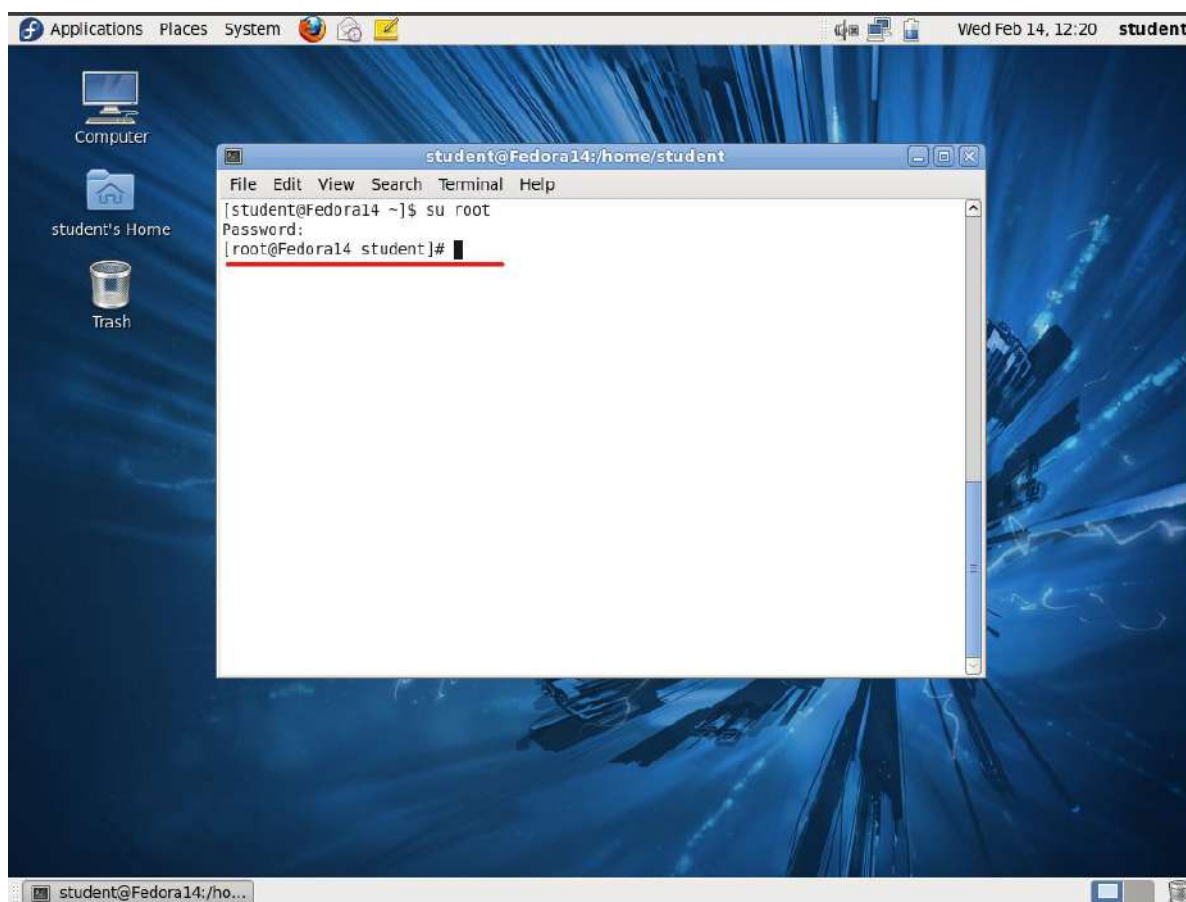 Applications Places System Wed Feb 14, 12:20 student
Computer
student's Home
Trash
student@Fedora14:/home/student
File Edit View Search Terminal Help
[student@Fedora14 ~]$ su root
Password:
[root@Fedora14 student]#
student@Fedora14:/ho...